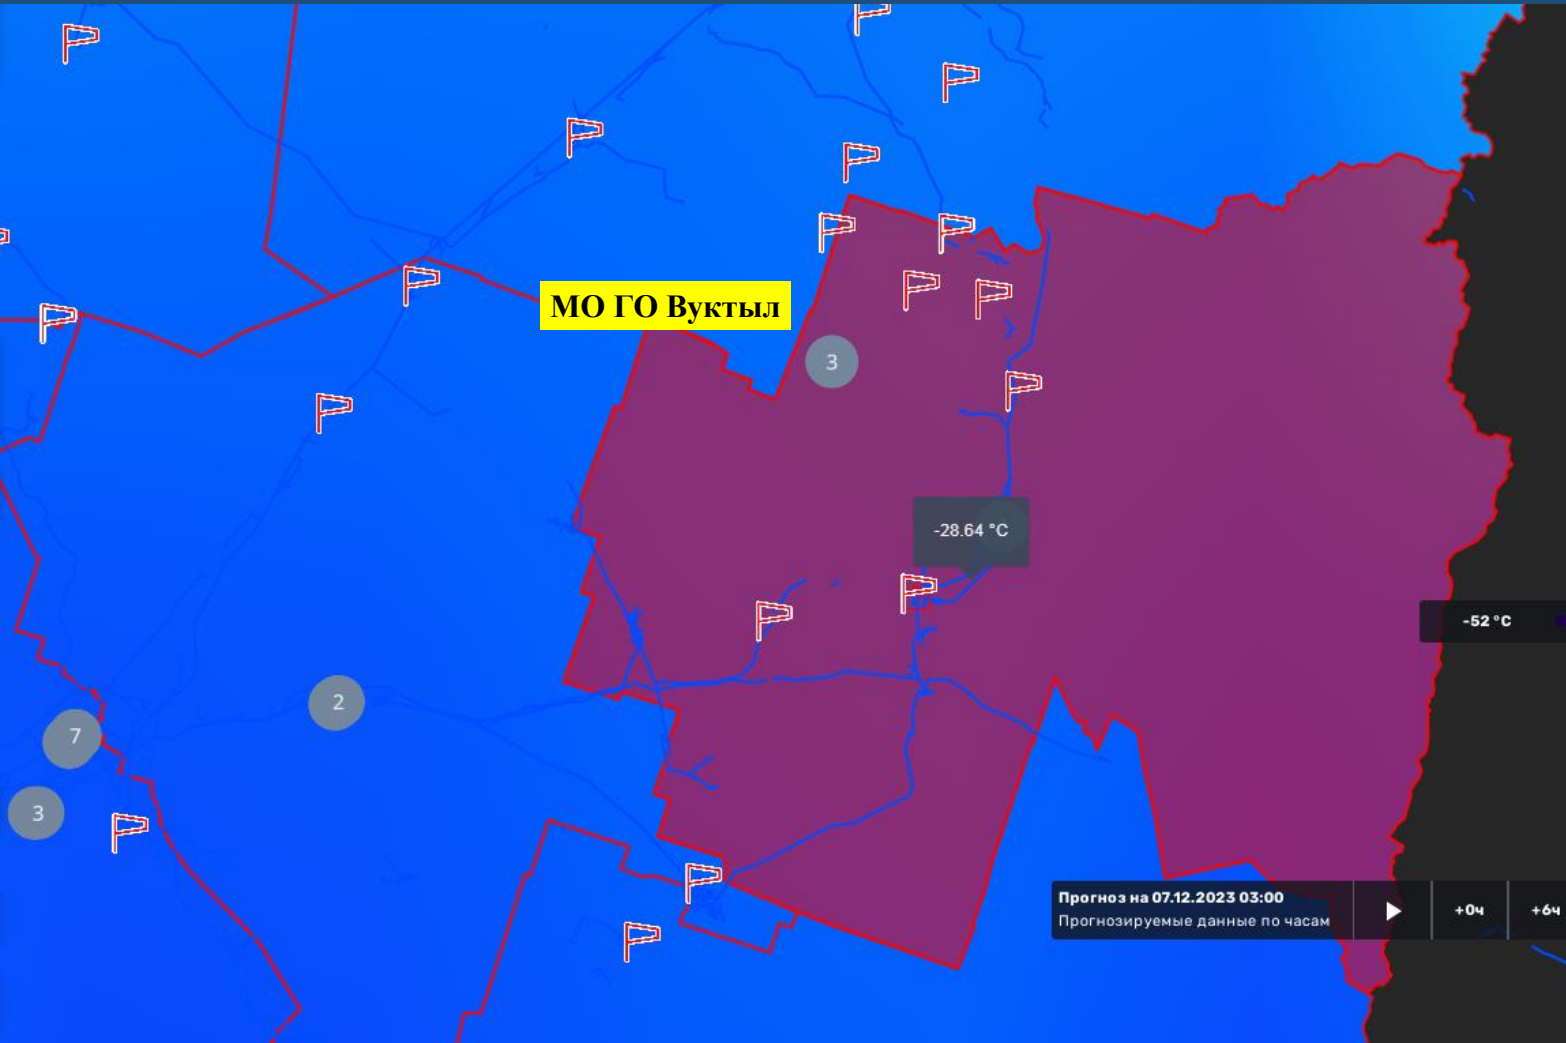 МО ГО Вуктыл
3
-28.64 °C
-52 °C
2
7
3
Прогноз на 07.12.2023 03:00
Прогнозируемые данные по часам
+0ч
+6ч